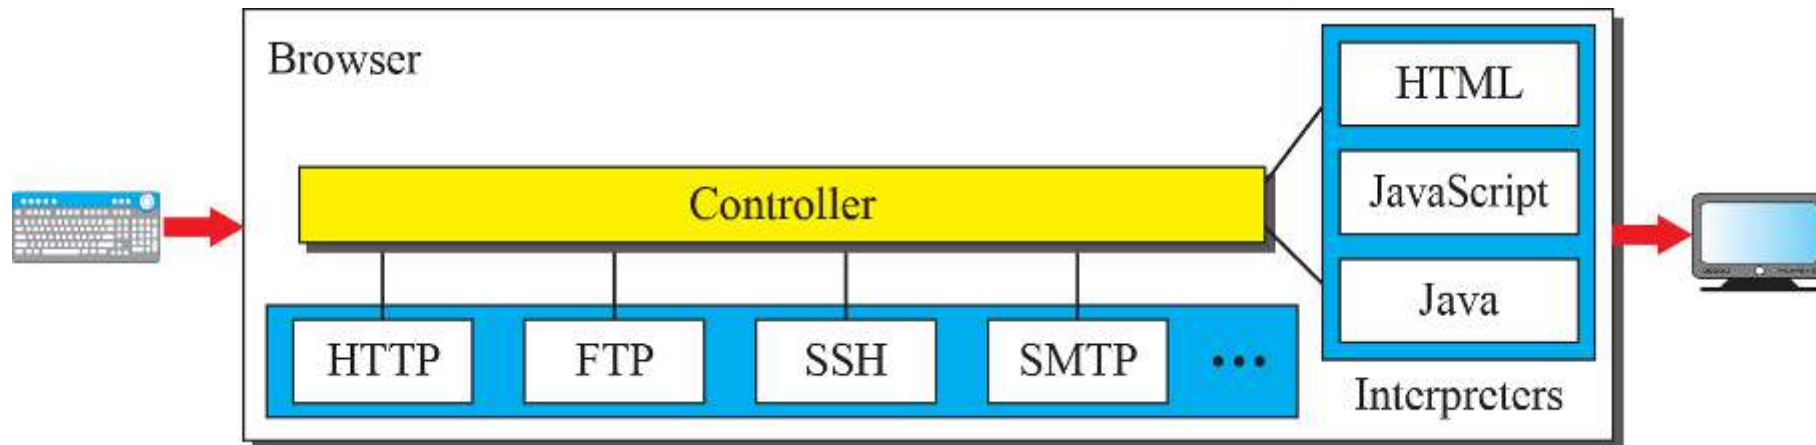 Browser
Controller
HTTP
FTP
SSH
SMTP
...
HTML
JavaScript
Java
Interpreters